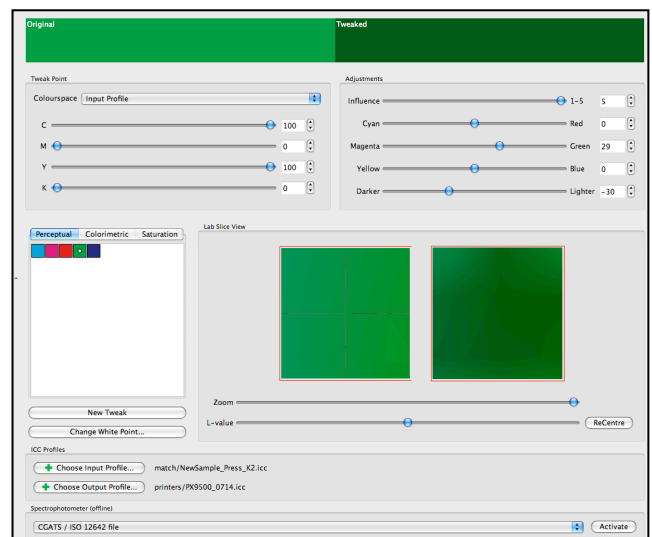 Original Tweaked
Tweak Point
Colourspace Input Profile
C 100
M 0
Y 100
K 0
Adjustments
Influence 1-5 5
Cyan Red 0
Magenta Green 29
Yellow Blue 0
Darker Lighter -30
Perceptual Colorimetric Saturation
New Tweak
Change White Point...
Lab Slice View
Zoom
L-value ReCentre
ICC Profiles
Choose Input Profile... match/NewSample_Press_K2.icc
Choose Output Profile... printers/PX9500_0714.icc
Spectrophotometer (offline)
CGATS / ISO 12642 file Activate